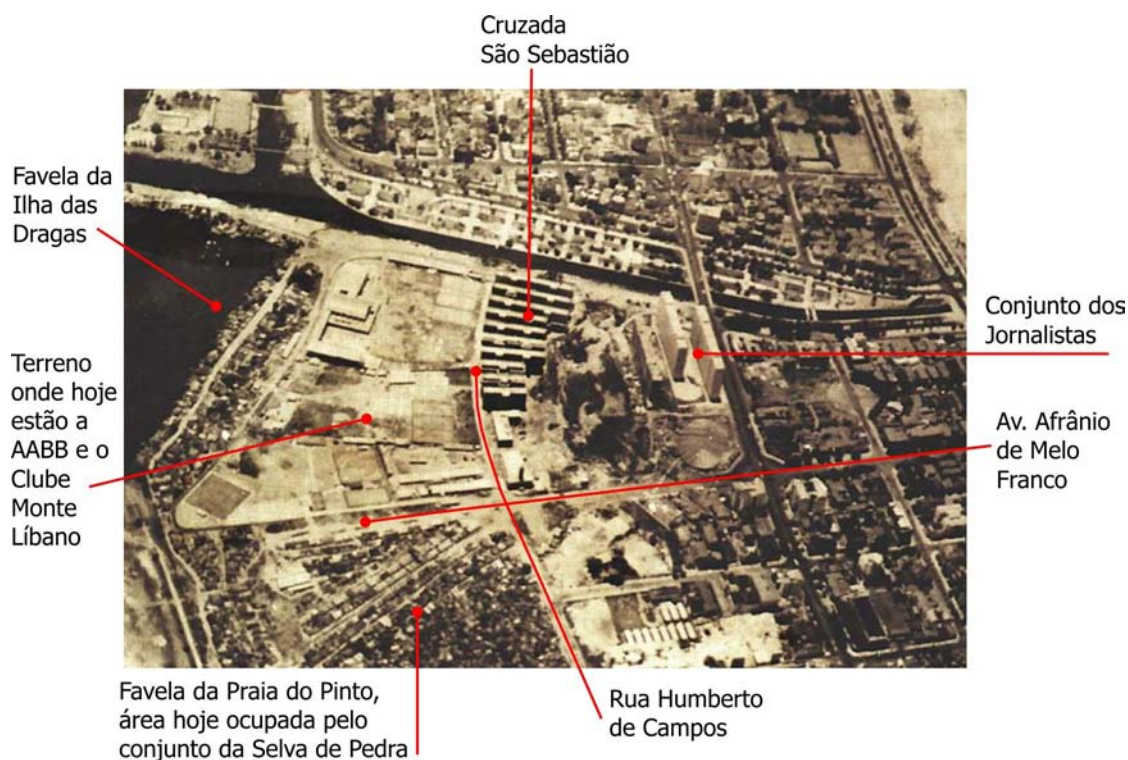 Cruzada
São Sebastião
Favela da
Ilha das
Dragas
Conjunto dos
Jornalistas
Terreno
onde hoje
estão a
AABB e o
Clube
Monte
Líbano
Av. Afrânio
de Melo
Franco
Favela da Praia do Pinto,
área hoje ocupada pelo
conjunto da Selva de Pedra
Rua Humberto
de Campos